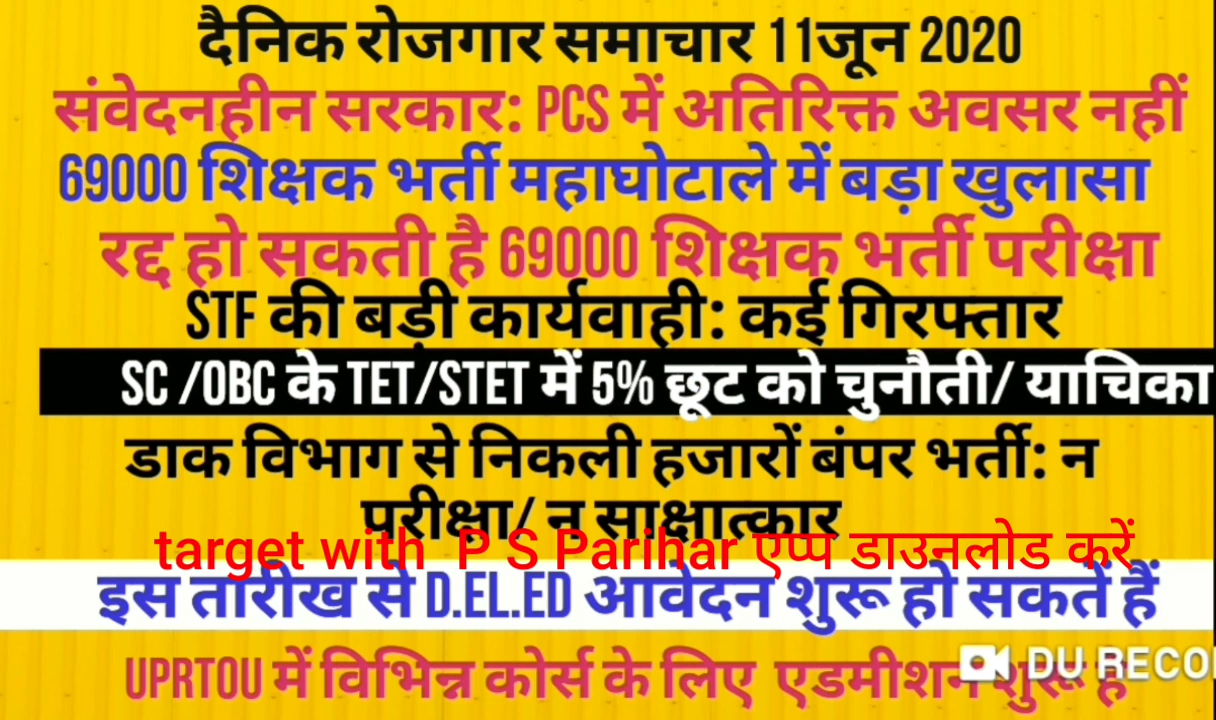 दैनिक रोजगार समाचार 11जून 2020
संवेदनहीन सरकार: PCS में अतिरिक्त अवसर नहीं
69000 शिक्षक भर्ती महाघोटाले में बड़ा खुलासा
रद्द हो सकती है 69000 शिक्षक भर्ती परीक्षा
STF की बड़ी कार्यवाही: कई गिरफ्तार
SC /OBC के TET/STET में 5% छूट को चुनौती/ याचिका
डाक विभाग से निकली हजारों बंपर भर्ती: न
परीक्षा/ न साक्षात्कार
target with P S Parihar एप्प डाउनलोड करें
इस तारीख से D.EL.ED आवेदन शुरू हो सकते हैं
UPRTOU में विभिन्न कोर्स के लिए एडमीशन शुरू है
DU RECO